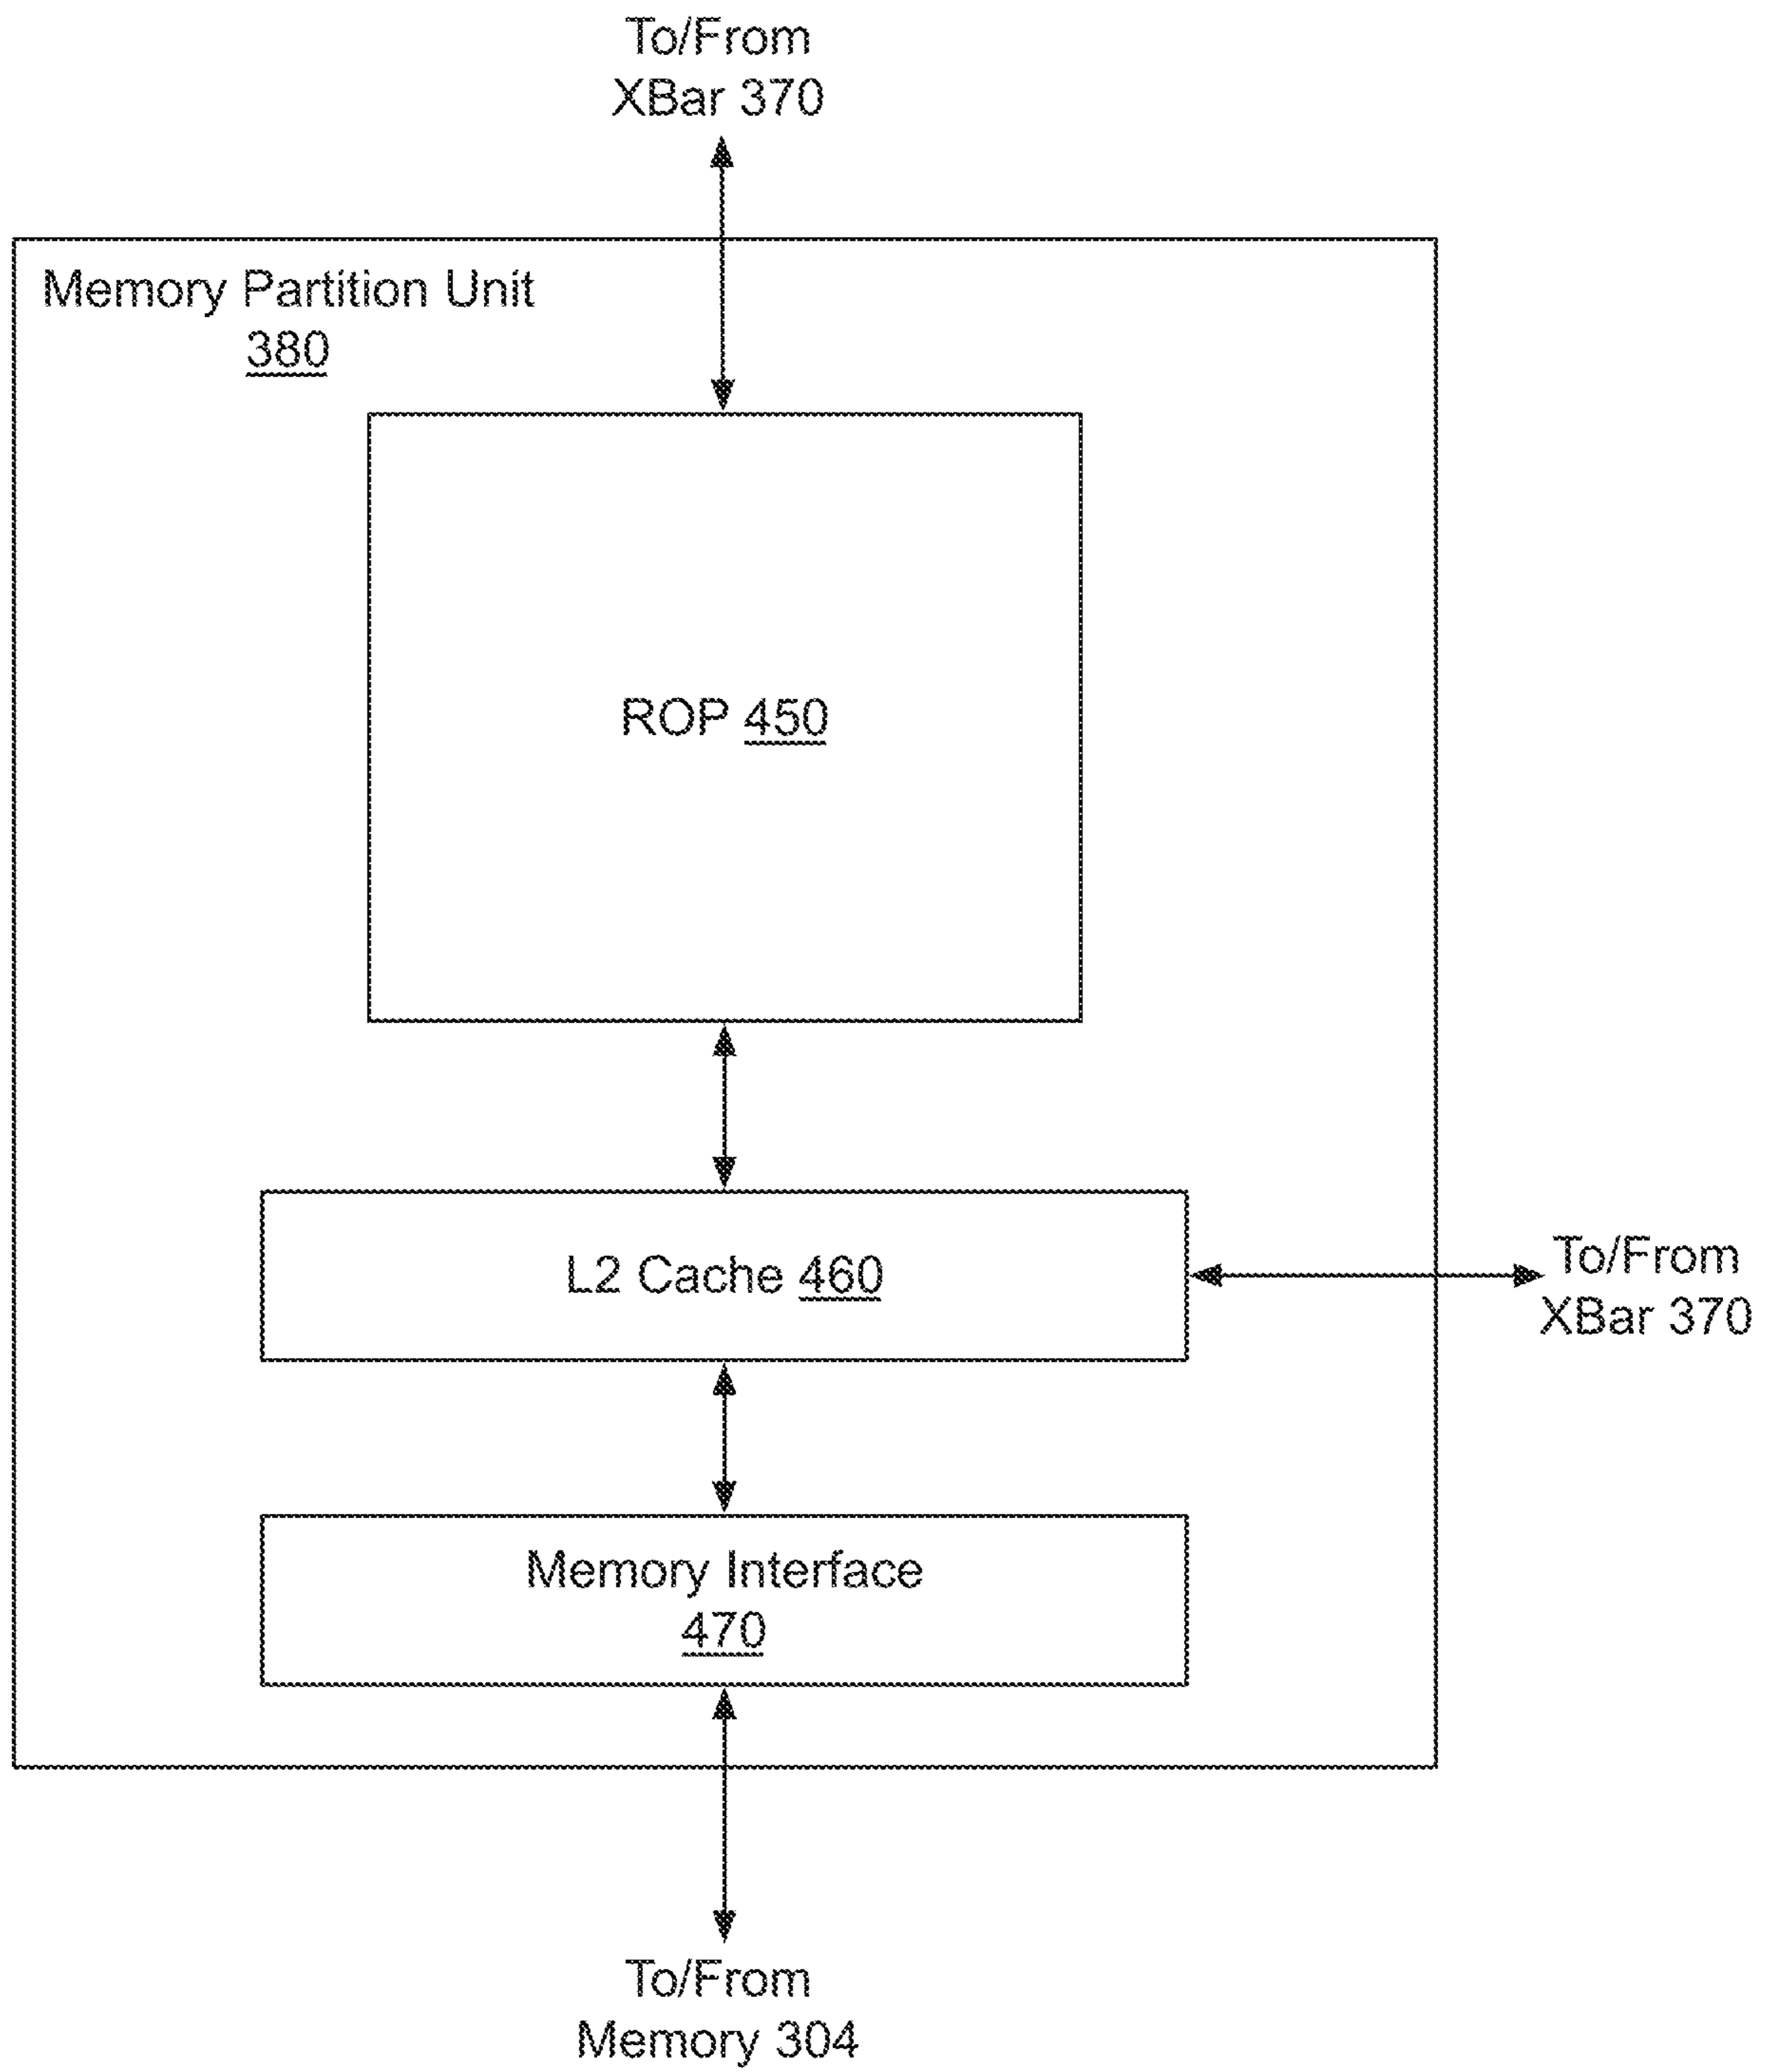 To/From
XBar 370
Memory Partition Unit
380
ROP 450
L2 Cache 460
To/From
XBar 370
Memory Interface
470
To/From
Memory 304